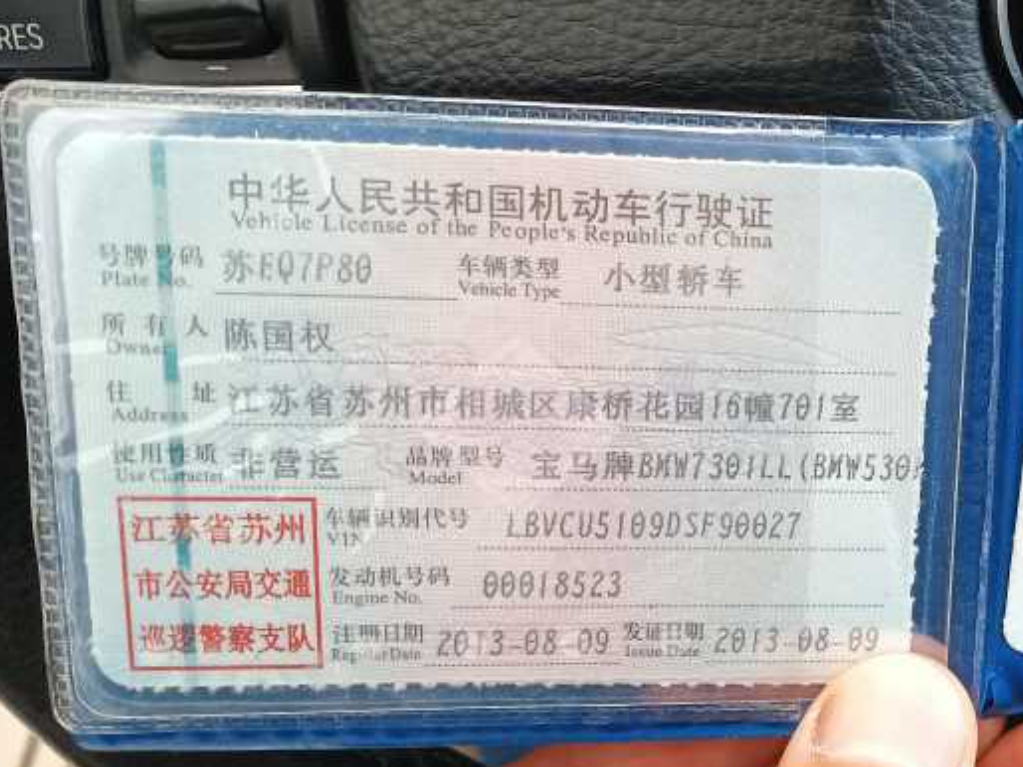 RES
中华人民共和国机动车行驶证
Vehicle License of the People's Republic of China
号牌号码 苏EQ7P80 车辆类型 小型轿车
Plate No. Vehicle Type
所有人 陈国权
Owner
住址 江苏省苏州市相城区康桥花园16幢701室
Address
使用性质 非营运 品牌型号 宝马牌BMW7301LL(BMW530
Use Character Model
江苏省苏州 车辆识别代号 LBVCU5109DSF90027
VIN
市公安局交通 发动机号码 00018523
Engine No.
巡逻警察支队 注册日期 2013-08-09 发证日期 2013-08-09
Register Date Issue Date